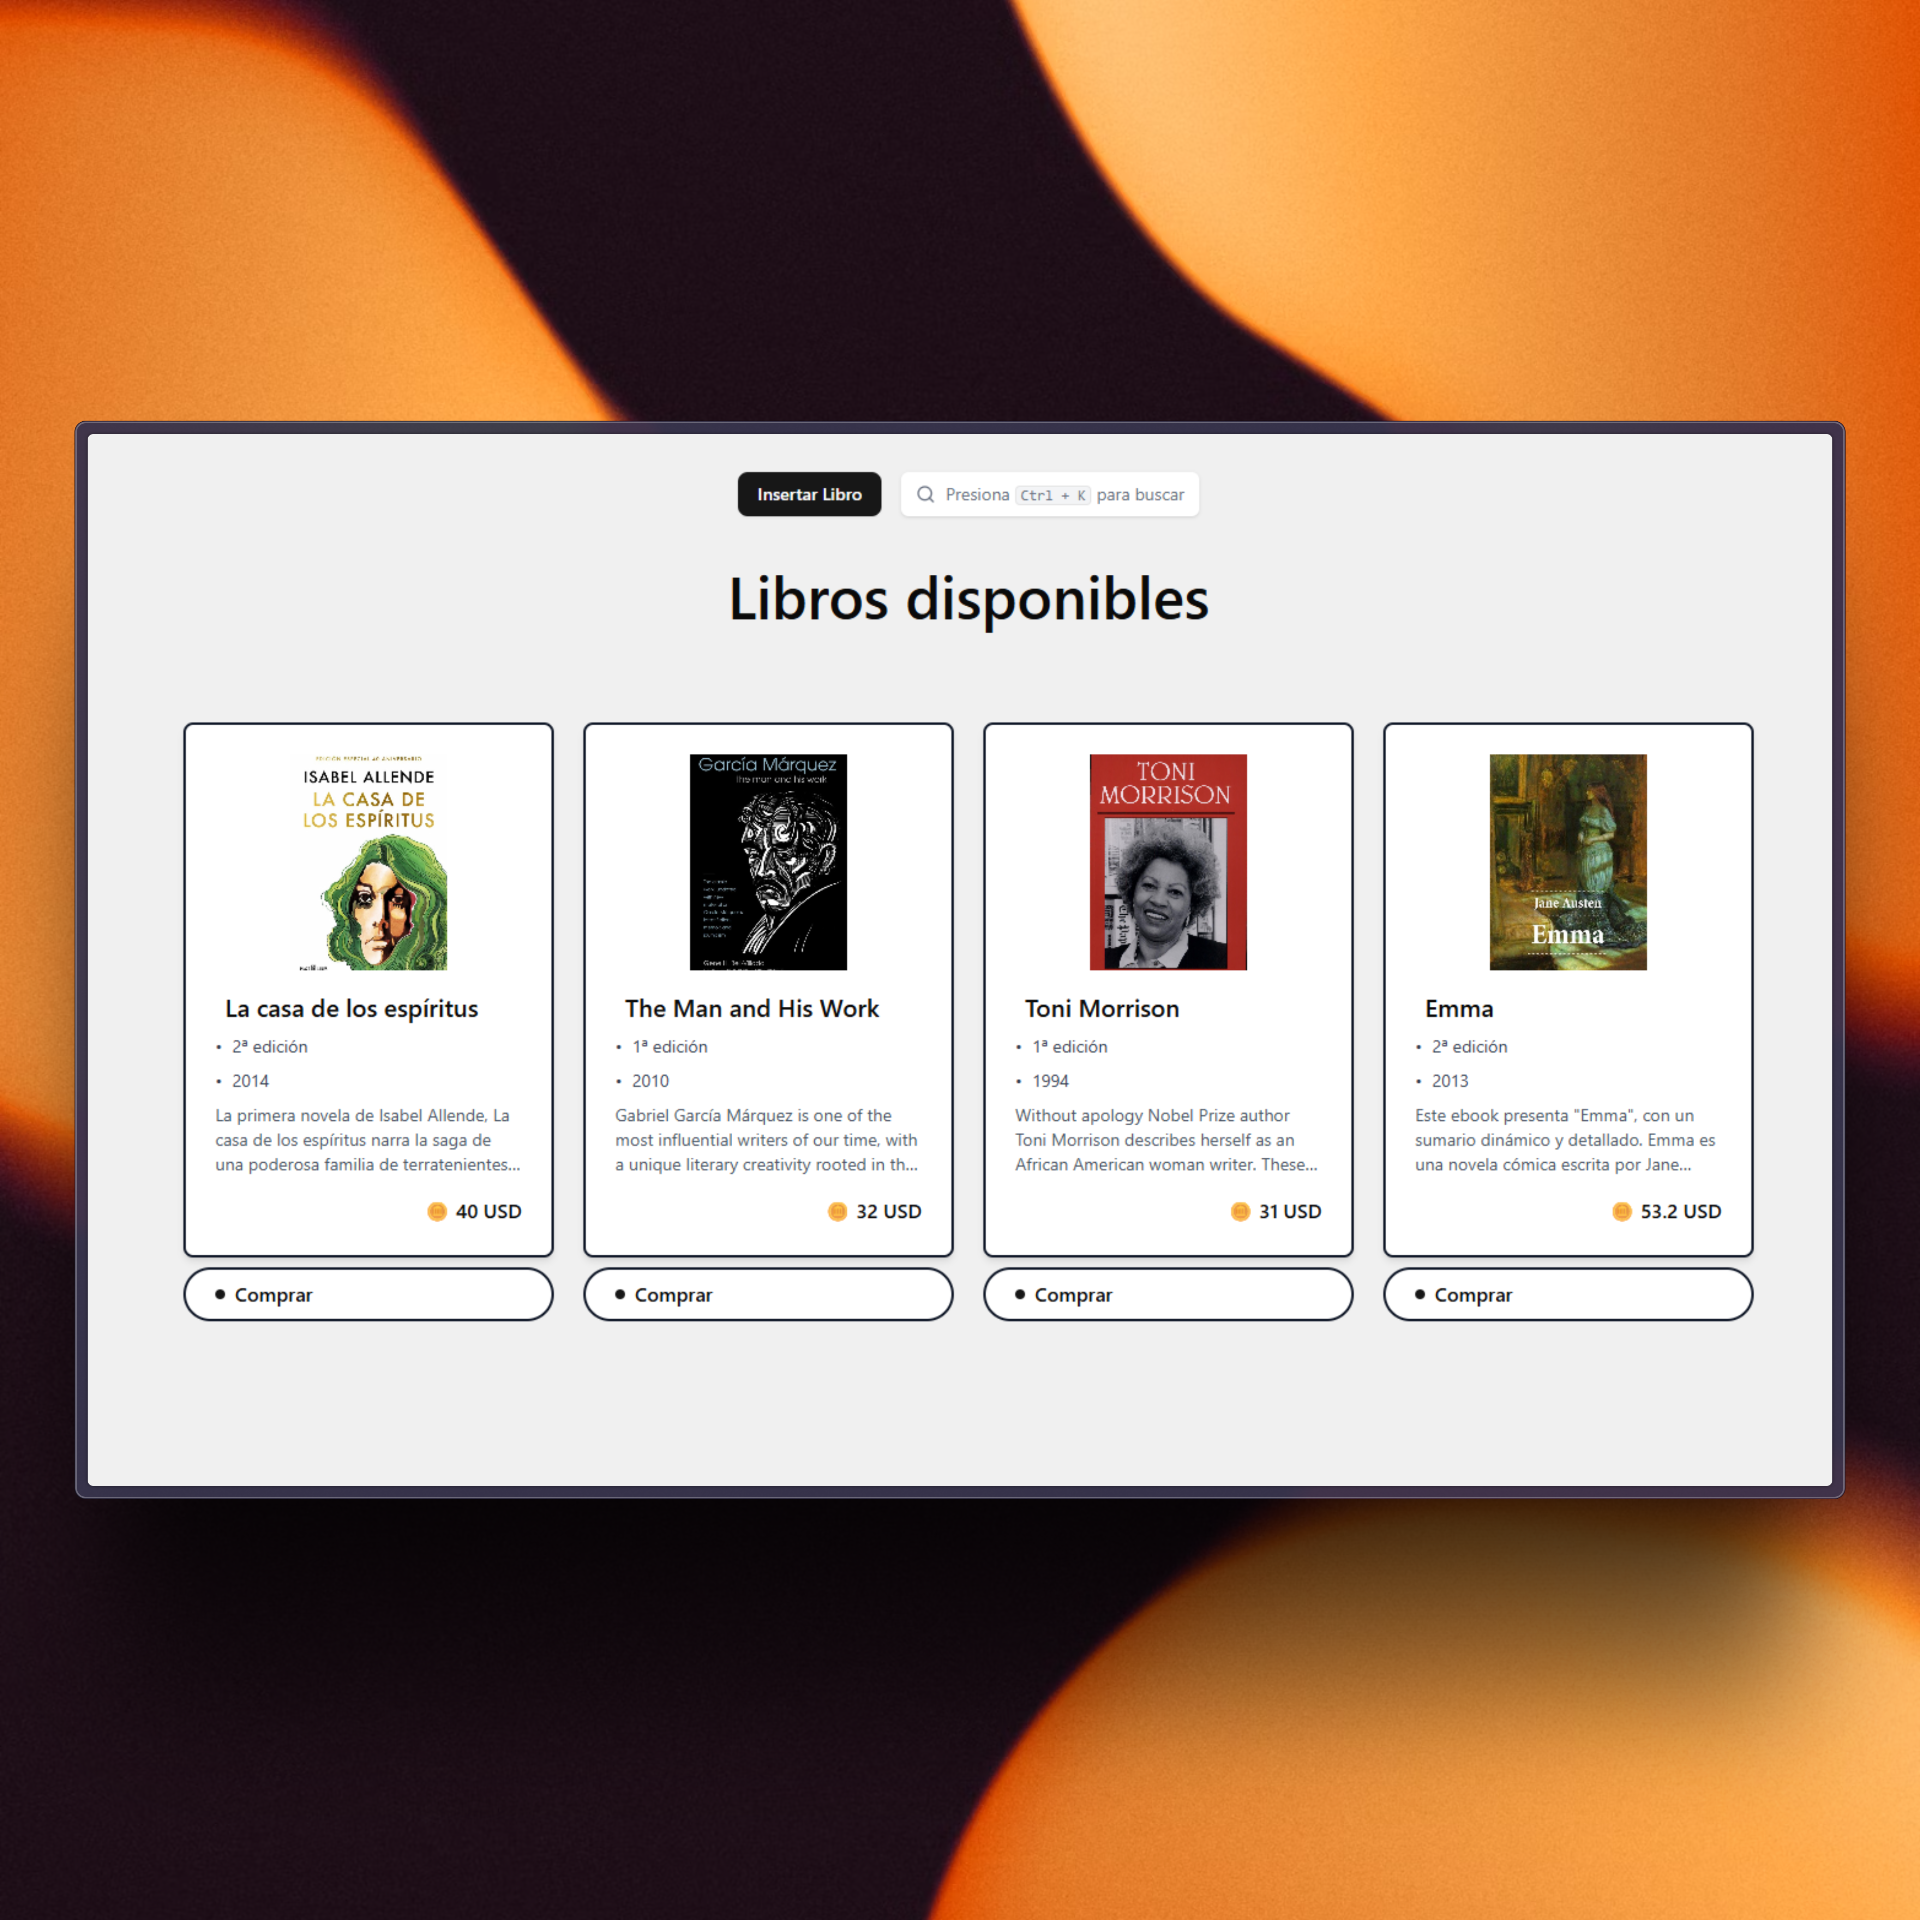 Insertar Libro
Presiona Ctrl + K para buscar
Libros disponibles
ISABEL ALLENDE
LA CASA DE
LOS ESPÍRITUS
La casa de los espíritus
• 2ª edición
• 2014
La primera novela de Isabel Allende, La
casa de los espíritus narra la saga de
una poderosa familia de terratenientes...
40 USD
Comprar
García Márquez
The man and his work
The Man and His Work
• 1ª edición
• 2010
Gabriel García Márquez is one of the
most influential writers of our time, with
a unique literary creativity rooted in th...
32 USD
Comprar
TONI
MORRISON
Toni Morrison
• 1ª edición
• 1994
Without apology Nobel Prize author
Toni Morrison describes herself as an
African American woman writer. These...
31 USD
Comprar
Jane Austen
Emma
Emma
• 2ª edición
• 2013
Este ebook presenta "Emma", con un
sumario dinámico y detallado. Emma es
una novela cómica escrita por Jane...
53.2 USD
Comprar